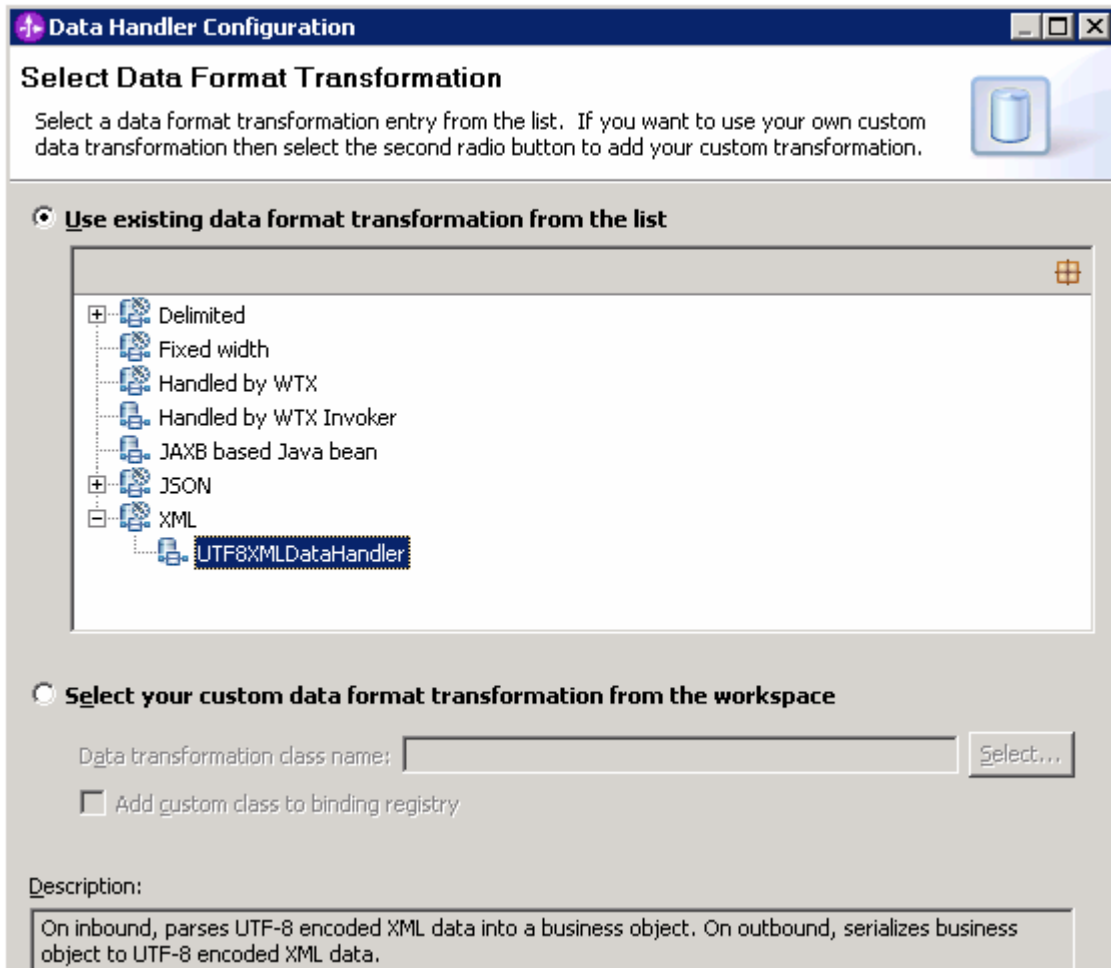 Data Handler Configuration
Select Data Format Transformation
Select a data format transformation entry from the list. If you want to use your own custom
data transformation then select the second radio button to add your custom transformation.
Use existing data format transformation from the list
Delimited
Fixed width
Handled by WTX
Handled by WTX Invoker
JAXB based Java bean
JSON
XML
UTF8XMLDataHandler
Select your custom data format transformation from the workspace
Data transformation class name:
Select...
Add custom class to binding registry
Description:
On inbound, parses UTF-8 encoded XML data into a business object. On outbound, serializes business
object to UTF-8 encoded XML data.